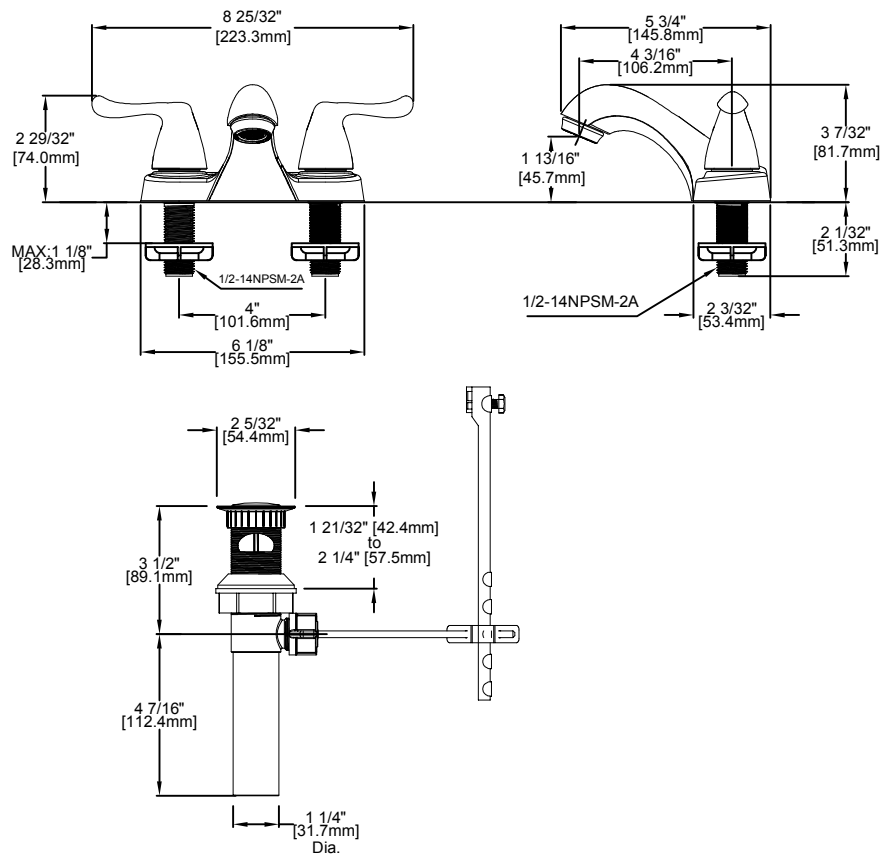 8 25/32"
[223.3mm]
2 29/32"
[74.0mm]
MAX:1 1/8"
[28.3mm]
1/2-14NPSM-2A
4"
[101.6mm]
6 1/8"
[155.5mm]
5 3/4"
[145.8mm]
4 3/16"
[106.2mm]
1 13/16"
[45.7mm]
3 7/32"
[81.7mm]
2 1/32"
[51.3mm]
1/2-14NPSM-2A
2 3/32"
[53.4mm]
2 5/32"
[54.4mm]
1 21/32" [42.4mm]
to
2 1/4" [57.5mm]
3 1/2"
[89.1mm]
4 7/16"
[112.4mm]
1 1/4"
[31.7mm]
Dia.